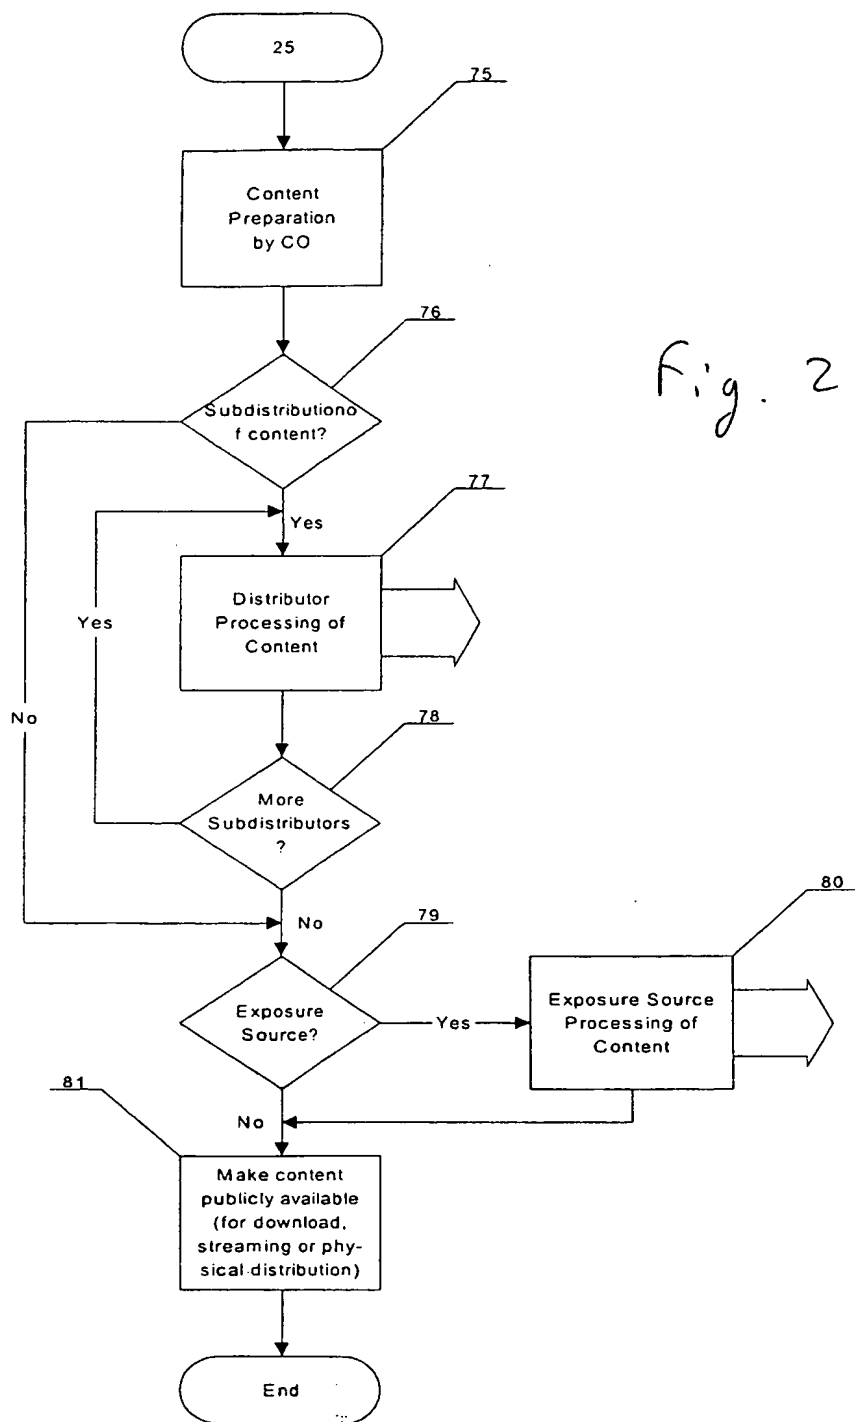 25
75
Content
Preparation
by CO
76
Subdistributiono
f content?
Fig. 2
77
Yes
Distributor
Processing of
Content
Yes
No
78
More
Subdistributors
?
80
No
79
Exposure
Source?
Yes
Exposure Source
Processing of
Content
81
No
Make content
publicly available
(for download,
streaming or phy-
sical distribution)
End